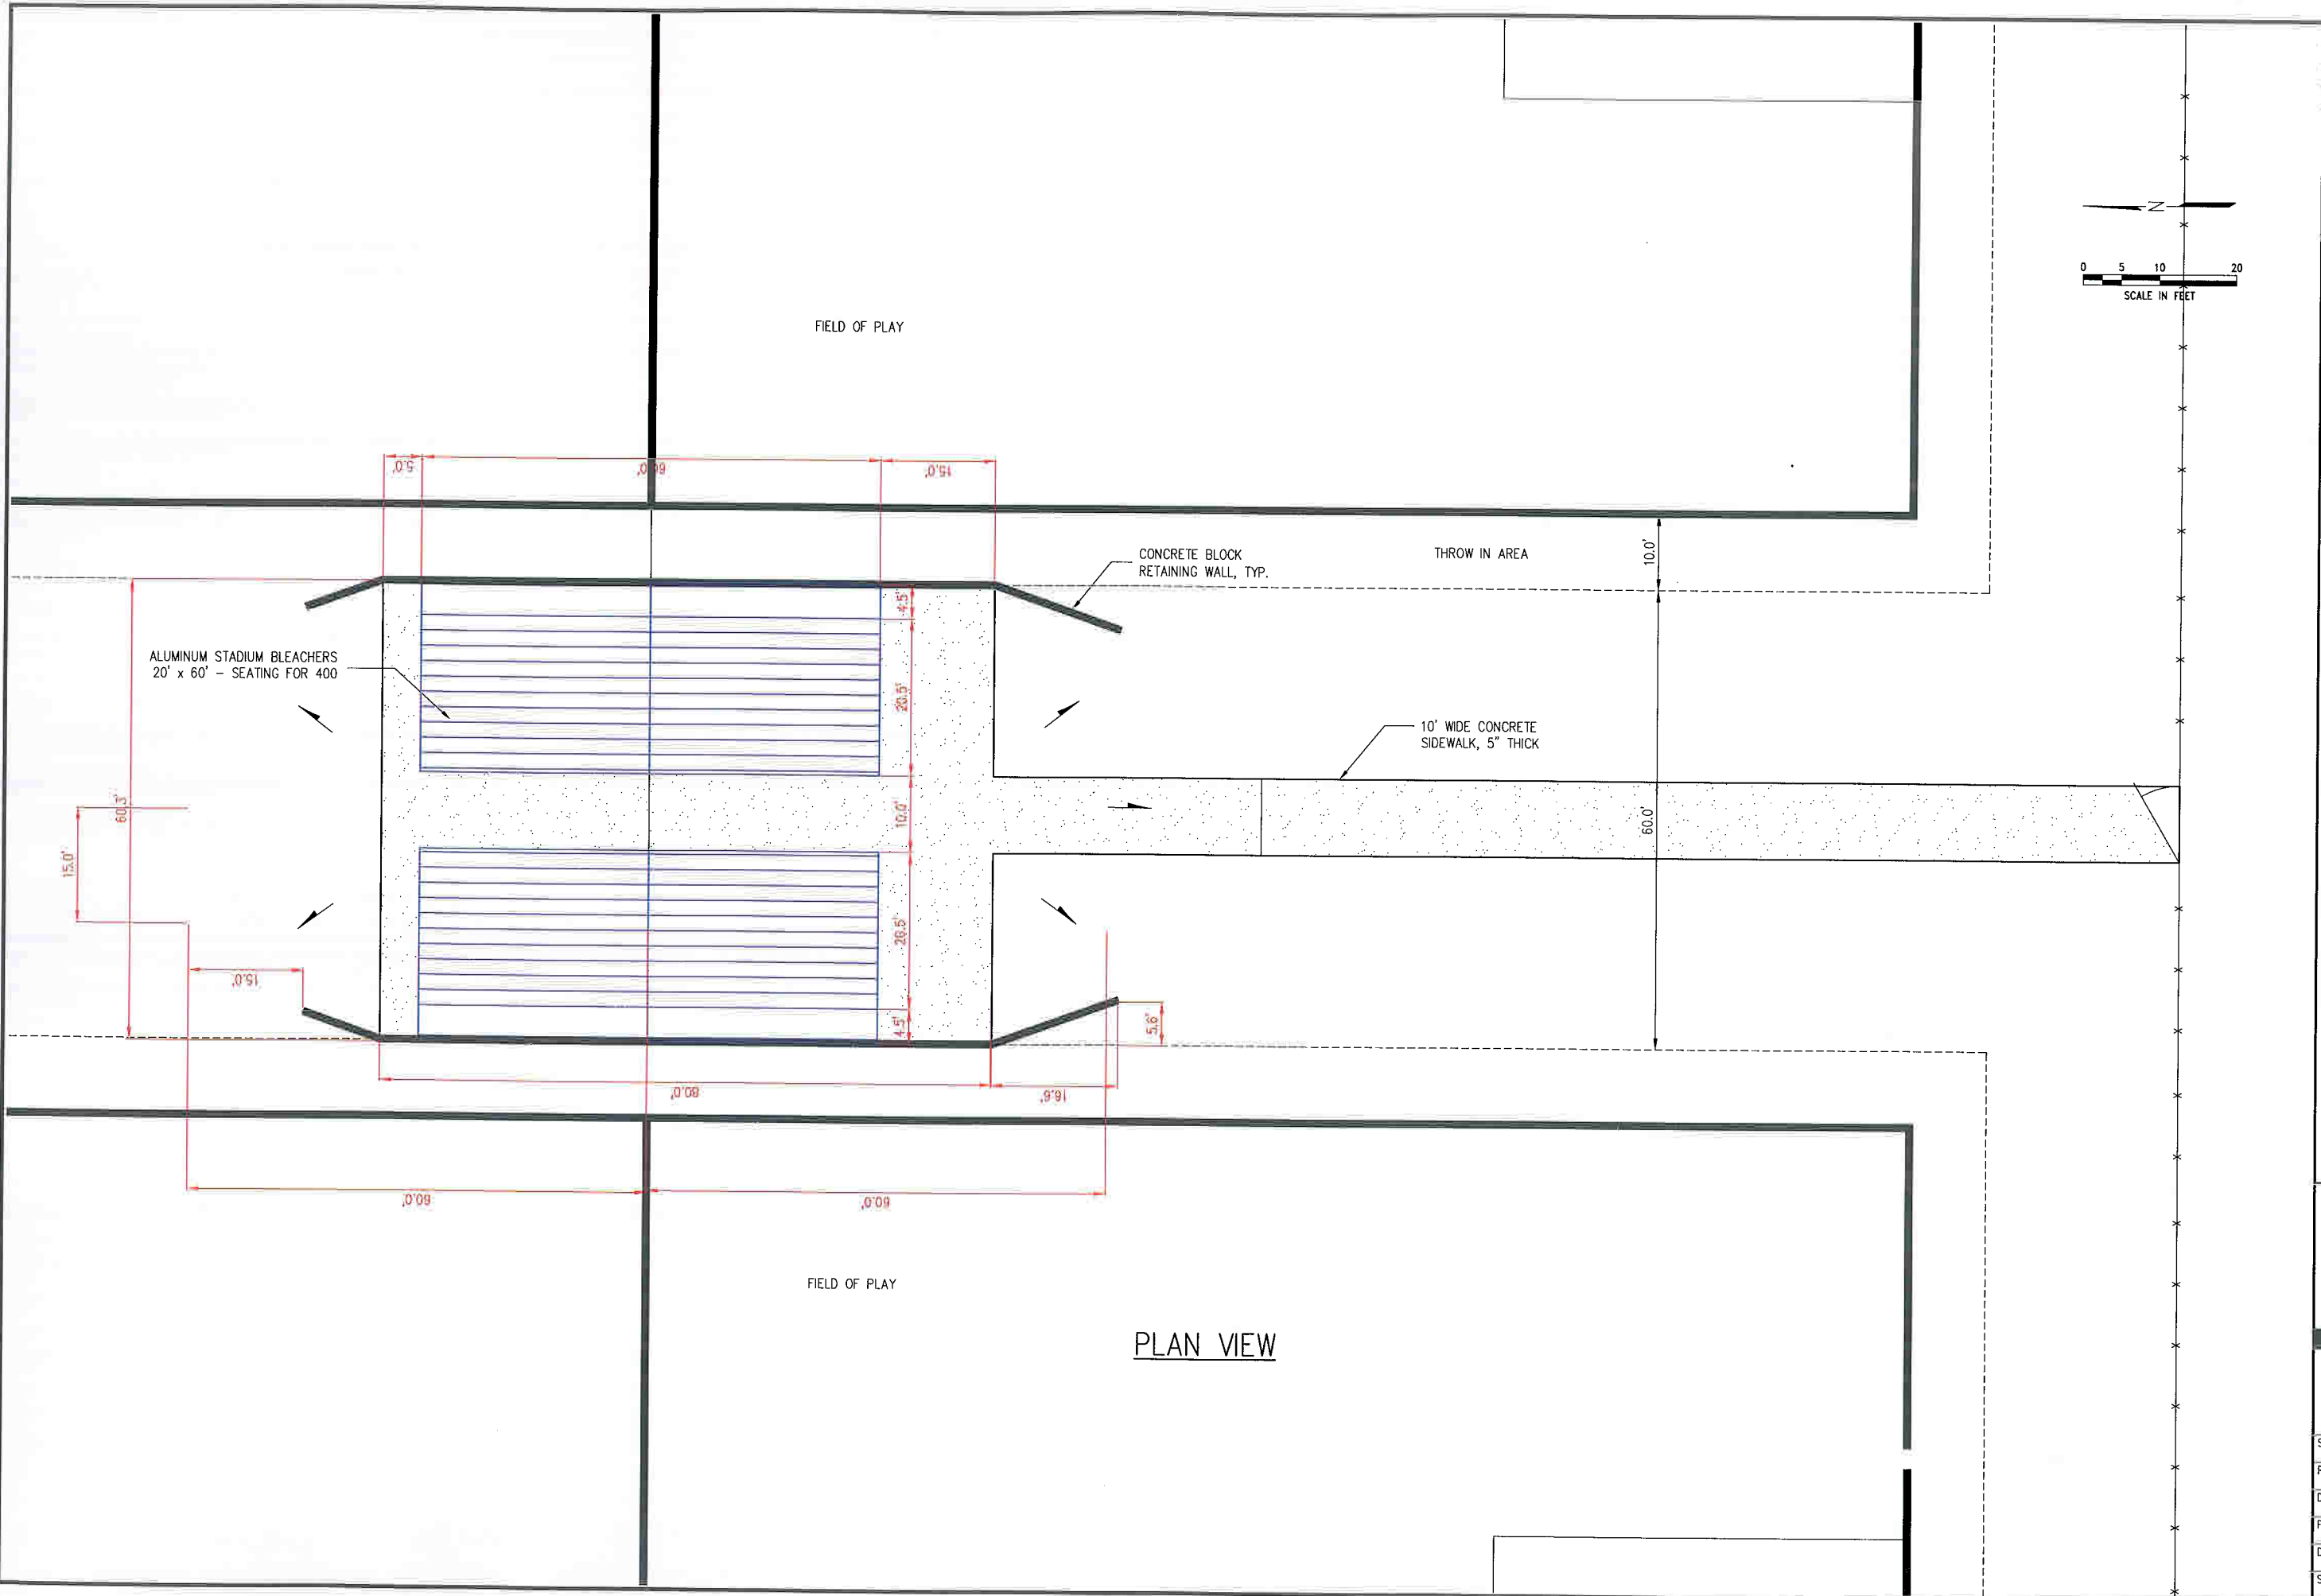 Z
0 5 10 20
SCALE IN FEET
FIELD OF PLAY
5.0'
60.0'
15.0'
CONCRETE BLOCK
RETAINING WALL, TYP.
THROW IN AREA
10.0'
4.5'
ALUMINUM STADIUM BLEACHERS
20' x 60' – SEATING FOR 400
20.5'
10' WIDE CONCRETE
SIDEWALK, 5" THICK
60.3'
10.0'
60.0'
15.0'
15.0'
4.5'
5.6'
80.0'
16.6'
60.0'
60.0'
FIELD OF PLAY
PLAN VIEW